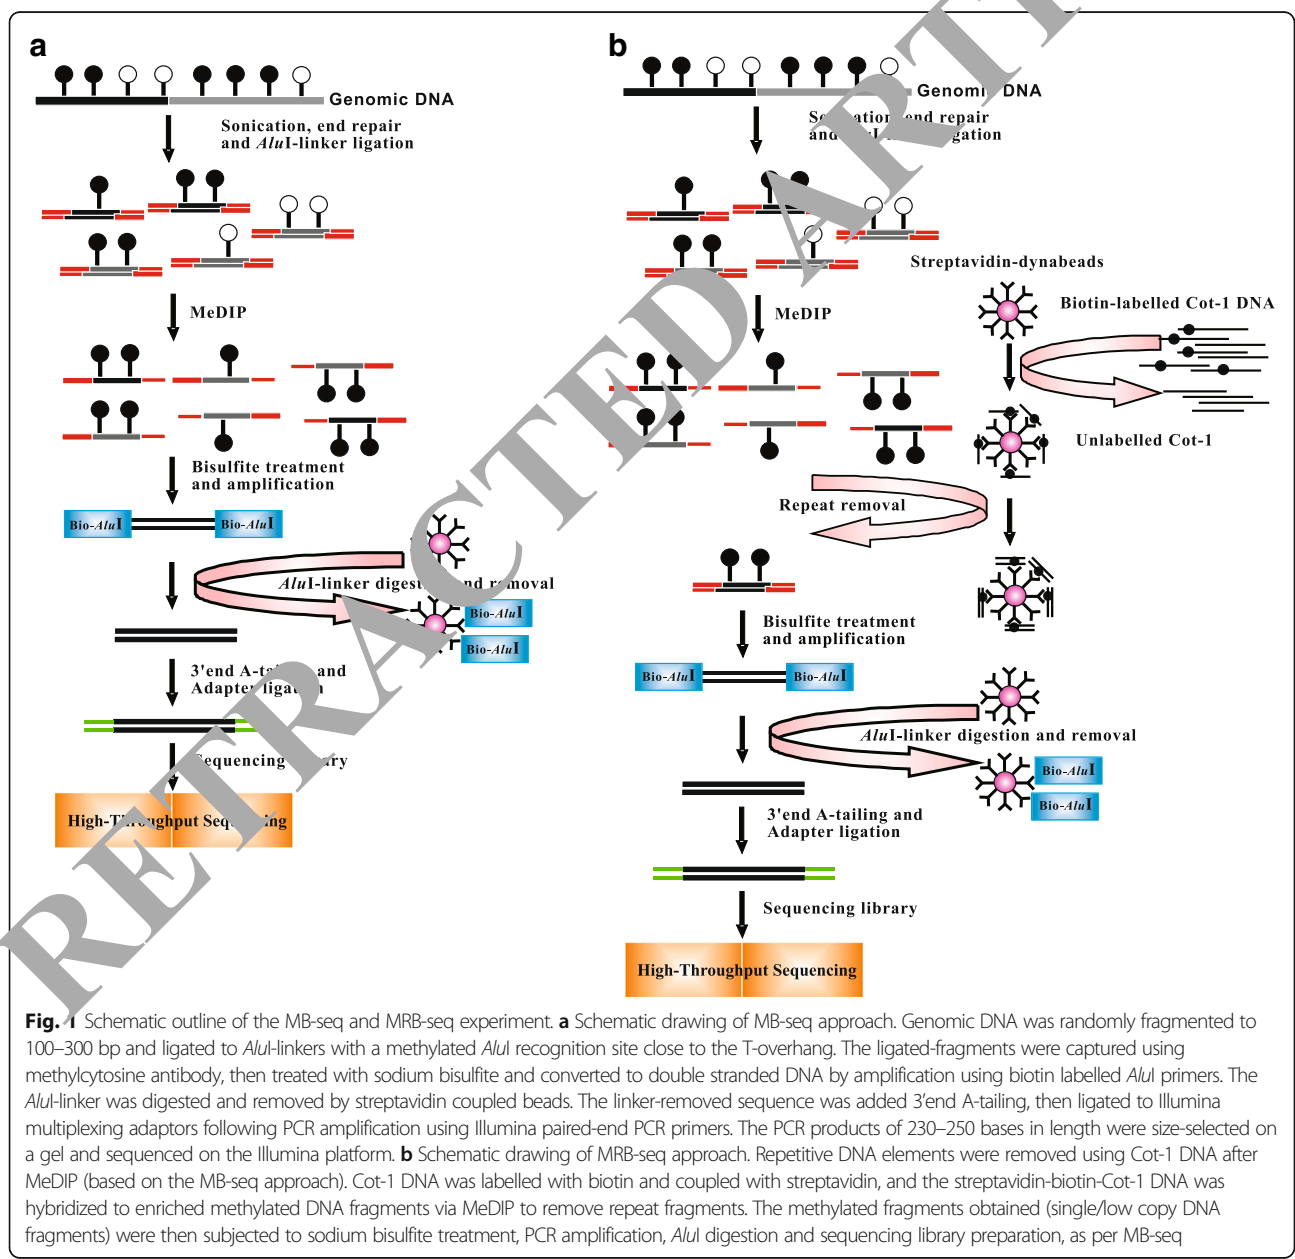 a
Genomic DNA
Sonication, end repair
and AluI-linker ligation
MeDIP
Bisulfite treatment
and amplification
Bio-AluI
Bio-AluI
AluI-linker and removal
Bio-AluI
Bio-AluI
3'end A-tailing and
Adapter
Sequencing
High-Throughput
b
Genomic DNA
end repair
and
MeDIP
Streptavidin-dynabeads
Biotin-labelled Cot-1 DNA
Unlabelled Cot-1
Repeat removal
Bisulfite treatment
and amplification
Bio-AluI
Bio-AluI
AluI-linker digestion and removal
Bio-AluI
Bio-AluI
3'end A-tailing and
Adapter ligation
Sequencing library
High-Throughput Sequencing
RETRACTED ARTI
Fig. 1 Schematic outline of the MB-seq and MRB-seq experiment. a Schematic drawing of MB-seq approach. Genomic DNA was randomly fragmented to
100–300 bp and ligated to AluI-linkers with a methylated AluI recognition site close to the T-overhang. The ligated-fragments were captured using
methylcytosine antibody, then treated with sodium bisulfite and converted to double stranded DNA by amplification using biotin labelled AluI primers. The
AluI-linker was digested and removed by streptavidin coupled beads. The linker-removed sequence was added 3'end A-tailing, then ligated to Illumina
multiplexing adaptors following PCR amplification using Illumina paired-end PCR primers. The PCR products of 230–250 bases in length were size-selected on
a gel and sequenced on the Illumina platform. b Schematic drawing of MRB-seq approach. Repetitive DNA elements were removed using Cot-1 DNA after
MeDIP (based on the MB-seq approach). Cot-1 DNA was labelled with biotin and coupled with streptavidin, and the streptavidin-biotin-Cot-1 DNA was
hybridized to enriched methylated DNA fragments via MeDIP to remove repeat fragments. The methylated fragments obtained (single/low copy DNA
fragments) were then subjected to sodium bisulfite treatment, PCR amplification, AluI digestion and sequencing library preparation, as per MB-seq